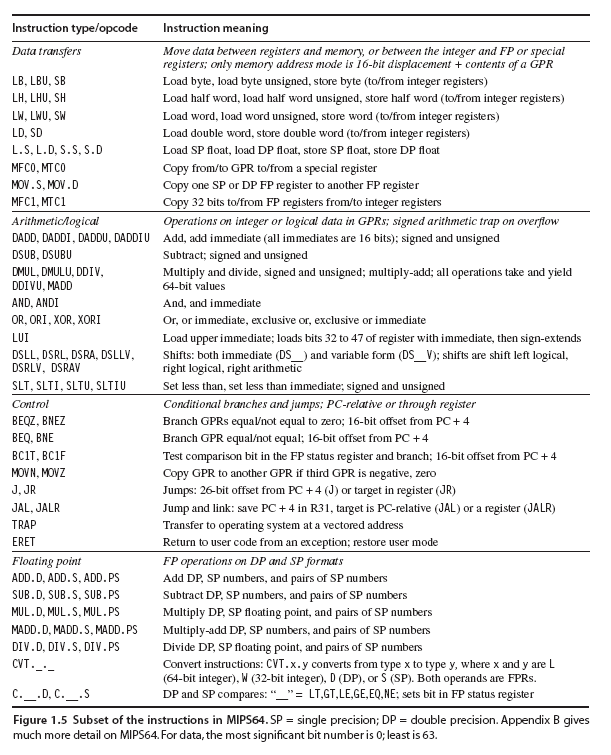 Instruction type/opcode Instruction meaning
Data transfers Move data between registers and memory, or between the integer and FP or special
registers; only memory address mode is 16-bit displacement + contents of a GPR
LB, LBU, SB Load byte, load byte unsigned, store byte (to/from integer registers)
LH, LHU, SH Load half word, load half word unsigned, store half word (to/from integer registers)
LW, LWU, SW Load word, load word unsigned, store word (to/from integer registers)
LD, SD Load double word, store double word (to/from integer registers)
L.S, L.D, S.S, S.D Load SP float, load DP float, store SP float, store DP float
MFC0, MTC0 Copy from/to GPR to/from a special register
MOV.S, MOV.D Copy one SP or DP FP register to another FP register
MFC1, MTC1 Copy 32 bits to/from FP registers from/to integer registers
Arithmetic/logical Operations on integer or logical data in GPRs; signed arithmetic trap on overflow
DADD, DADDI, DADDU, DADDIU Add, add immediate (all immediates are 16 bits); signed and unsigned
DSUB, DSUBU Subtract; signed and unsigned
DMUL, DMULU, DDIV, Multiply and divide, signed and unsigned; multiply-add; all operations take and yield
DDIVU, MADD 64-bit values
AND, ANDI And, and immediate
OR, ORI, XOR, XORI Or, or immediate, exclusive or, exclusive or immediate
LUI Load upper immediate; loads bits 32 to 47 of register with immediate, then sign-extends
DSLL, DSRL, DSRA, DSLLV, Shifts: both immediate (DS__) and variable form (DS__V); shifts are shift left logical,
DSRLV, DSRAV right logical, right arithmetic
SLT, SLTI, SLTU, SLTIU Set less than, set less than immediate; signed and unsigned
Control Conditional branches and jumps; PC-relative or through register
BEQZ, BNEZ Branch GPRs equal/not equal to zero; 16-bit offset from PC + 4
BEQ, BNE Branch GPR equal/not equal; 16-bit offset from PC + 4
BC1T, BC1F Test comparison bit in the FP status register and branch; 16-bit offset from PC + 4
MOVN, MOVZ Copy GPR to another GPR if third GPR is negative, zero
J, JR Jumps: 26-bit offset from PC + 4 (J) or target in register (JR)
JAL, JALR Jump and link: save PC + 4 in R31, target is PC-relative (JAL) or a register (JALR)
TRAP Transfer to operating system at a vectored address
ERET Return to user code from an exception; restore user mode
Floating point FP operations on DP and SP formats
ADD.D, ADD.S, ADD.PS Add DP, SP numbers, and pairs of SP numbers
SUB.D, SUB.S, SUB.PS Subtract DP, SP numbers, and pairs of SP numbers
MUL.D, MUL.S, MUL.PS Multiply DP, SP floating point, and pairs of SP numbers
MADD.D, MADD.S, MADD.PS Multiply-add DP, SP numbers, and pairs of SP numbers
DIV.D, DIV.S, DIV.PS Divide DP, SP floating point, and pairs of SP numbers
CVT._._ Convert instructions: CVT.x.y converts from type x to type y, where x and y are L
(64-bit integer), W (32-bit integer), D (DP), or S (SP). Both operands are FPRs.
C.__.D, C.__.S DP and SP compares: “__” = LT,GT,LE,GE,EQ,NE; sets bit in FP status register
Figure 1.5 Subset of the instructions in MIPS64. SP = single precision; DP = double precision. Appendix B gives
much more detail on MIPS64. For data, the most significant bit number is 0; least is 63.